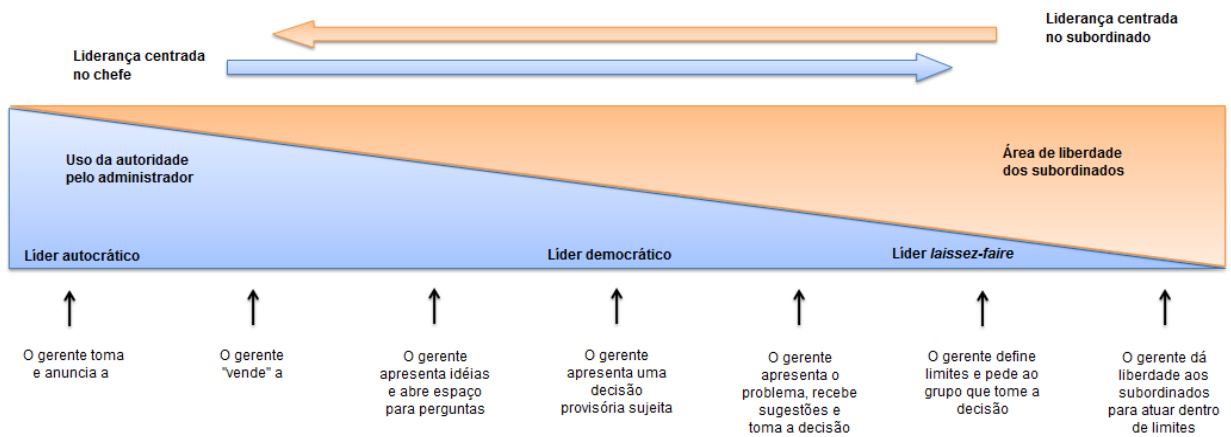 Liderança centrada
no subordinado
Liderança centrada
no chefe
Uso da autoridade
pelo administrador
Área de liberdade
dos subordinados
Líder autocrático
Líder democrático
Líder laissez-faire
O gerente toma
e anuncia a
O gerente
"vende" a
O gerente
apresenta idéias
e abre espaço
para perguntas
O gerente
apresenta uma
decisão
provisória sujeita
O gerente
apresenta o
problema, recebe
sugestões e
toma a decisão
O gerente define
limites e pede ao
grupo que tome a
decisão
O gerente dá
liberdade aos
subordinados
para atuar dentro
de limites